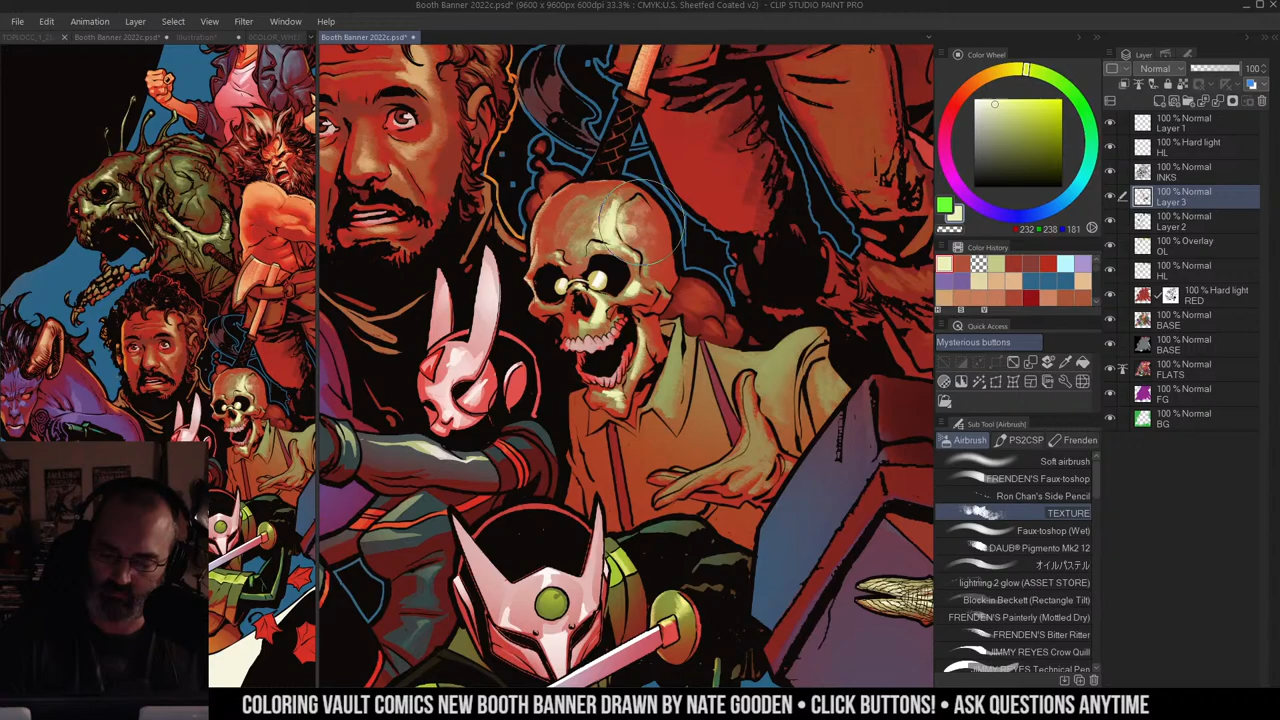 Booth Banner 2022c.psd* (9600 x 9600px 600dpi 33.3% : CMYK:U.S. Sheetfed Coated v2) - CLIP STUDIO PAINT PRO
File Edit Animation Layer Select View Filter Window Help
Booth Banner 2022c.psd* Illustration* Booth Banner 2022c.psd*
Color Wheel
232 238 181
Color History
H S V
Quick Access
Mysterious buttons
Sub Tool [Airbrush]
Airbrush PS2CSP Frenden
Soft airbrush
FRENDEN'S Faux-toshop
Ron Chan's Side Pencil
TEXTURE
Faux-toshop (Wet)
DAUB® Pigmento Mk2 12
オイルパステル
lightning 2 glow (ASSET STORE)
Block-in Beckett (Rectangle Tilt)
FRENDEN'S Painterly (Mottled Dry)
FRENDEN'S Bitter Ritter
JIMMY REYES Crow Quill
JIMMY REYES Technical Pen
Layer
Normal 100
100 % Normal
Layer 1
100 % Hard light
HL
100 % Normal
INKS
100 % Normal
Layer 3
100 % Normal
Layer 2
100 % Overlay
OL
100 % Normal
HL
100 % Hard light
RED
100 % Normal
BASE
100 % Normal
BASE
100 % Normal
FLATS
100 % Normal
FG
100 % Normal
BG
COLORING VAULT COMICS NEW BOOTH BANNER DRAWN BY NATE GOODEN • CLICK BUTTONS! • ASK QUESTIONS ANYTIME